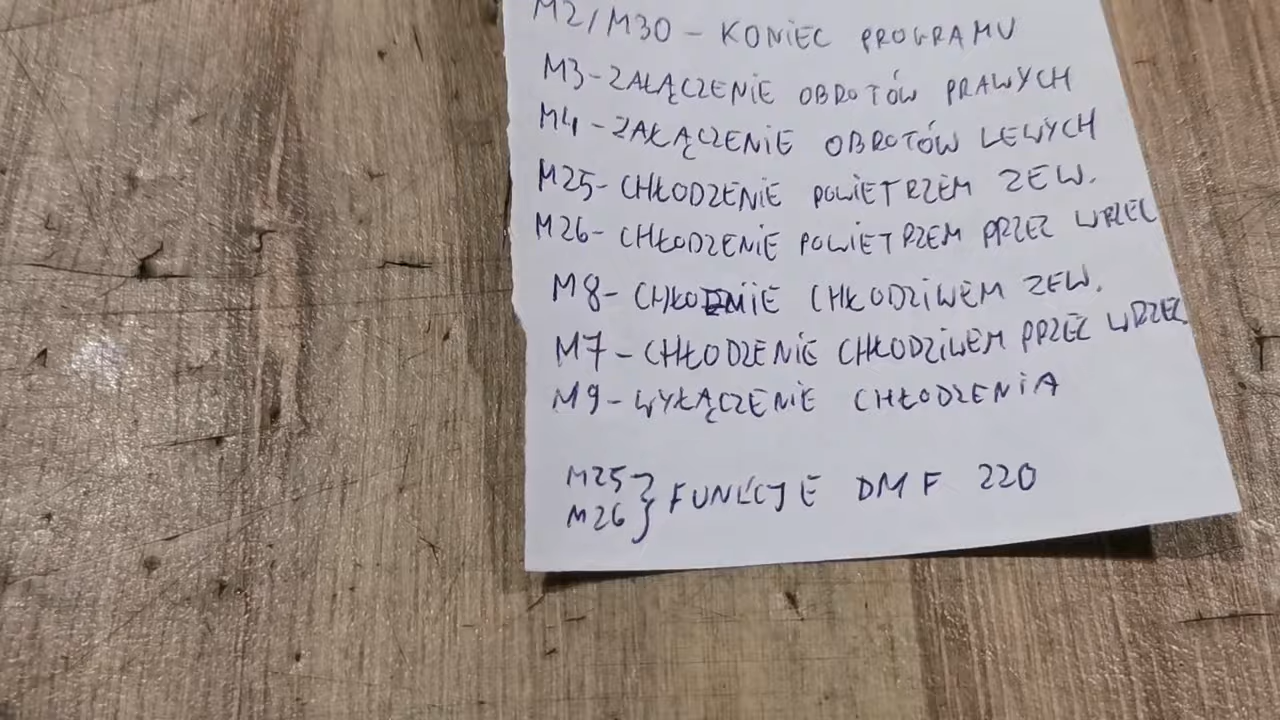 M2/M30 - KONIEC PROGRAMU
M3 - ZAŁĄCZENIE OBROTÓW PRAWYCH
M4 - ZAŁĄCZENIE OBROTÓW LEWYCH
M25 - CHŁODZENIE POWIETRZEM ZEW.
M26 - CHŁODZENIE POWIETRZEM PRZEZ WRZEC
M8 - CHŁODZENIE CHŁODZIWEM ZEW.
M7 - CHŁODZENIE CHŁODZIWEM PRZEZ WRZEC
M9 - WYŁĄCZENIE CHŁODZENIA
M25 } FUNKCJE DMF 220
M26